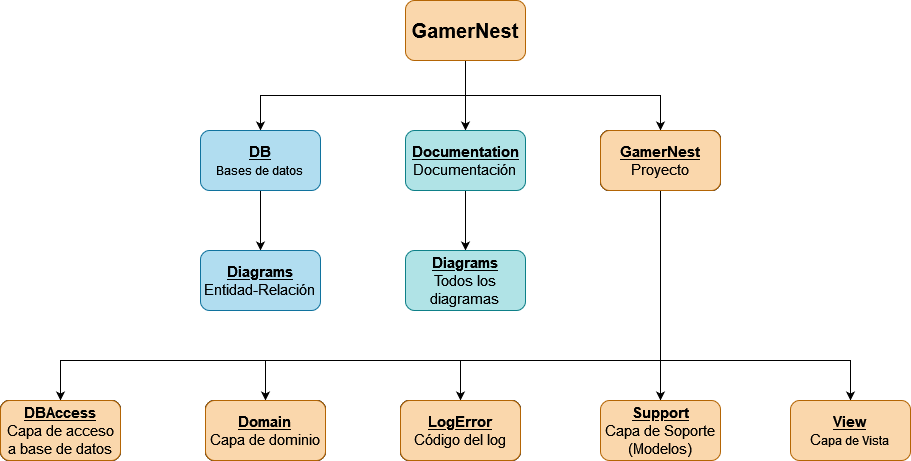 GamerNest
DB
Bases de datos
Documentation
Documentación
GamerNest
Proyecto
Diagrams
Entidad-Relación
Diagrams
Todos los
diagramas
DBAccess
Capa de acceso
a base de datos
Domain
Capa de dominio
LogError
Código del log
Support
Capa de Soporte
(Modelos)
View
Capa de Vista